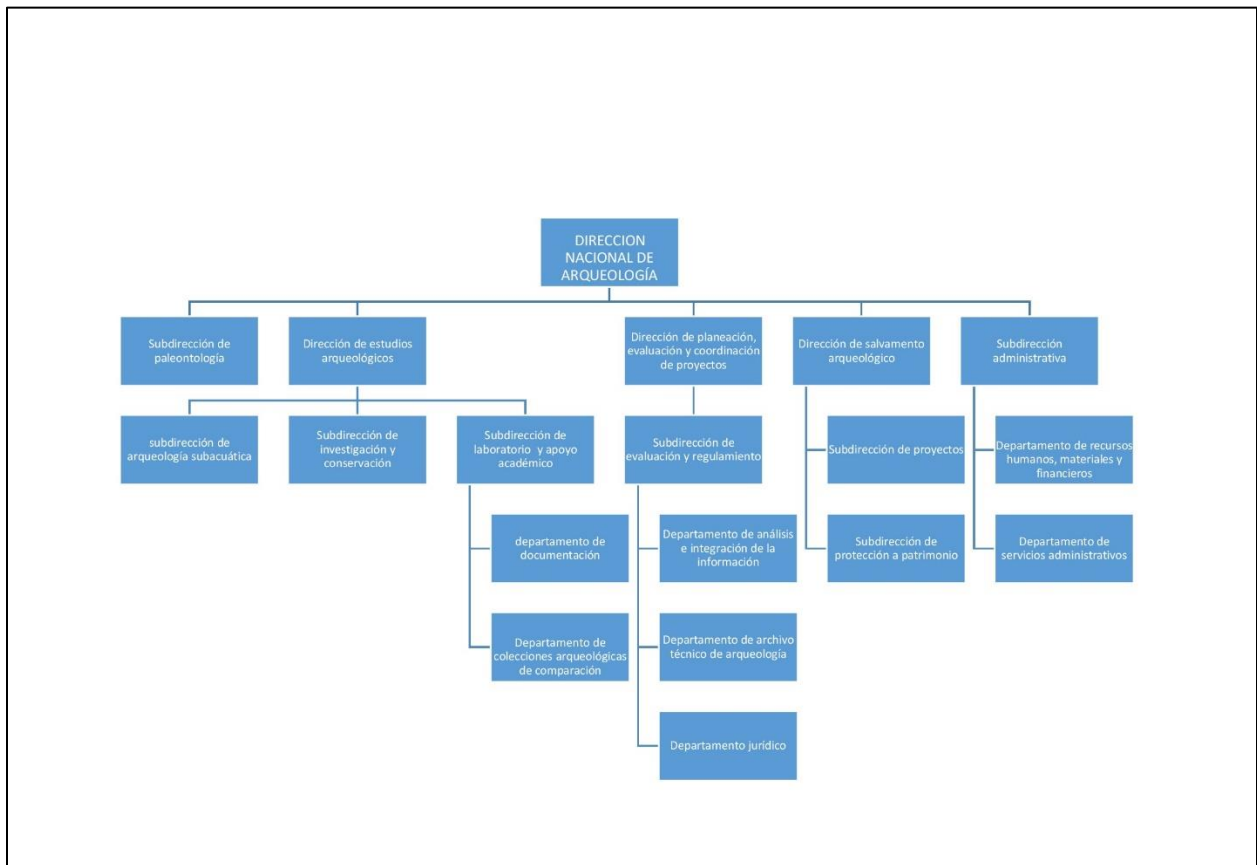 DIRECCION
NACIONAL DE
ARQUEOLOGÍA
Subdirección de
paleontología
Dirección de estudios
arqueológicos
Dirección de planeación,
evaluación y coordinación
de proyectos
Dirección de salvamento
arqueológico
Subdirección
administrativa
subdirección de
arqueología subacuática
Subdirección de
investigación y
conservación
Subdirección de
laboratorio y apoyo
académico
Subdirección de
evaluación y regulamiento
Subdirección de proyectos
Departamento de recursos
humanos, materiales y
financieros
departamento de
documentación
Departamento de análisis
e integración de la
información
Subdirección de
protección a patrimonio
Departamento de
servicios administrativos
Departamento de
colecciones arqueológicas
de comparación
Departamento de archivo
técnico de arqueología
Departamento jurídico